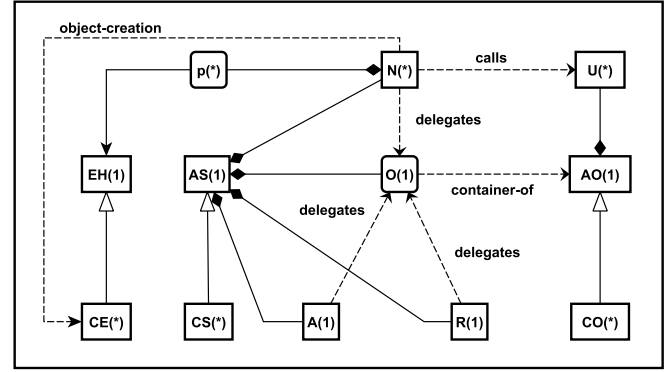 object-creation
p(*)
N(*)
calls
U(*)
delegates
EH(1)
AS(1)
O(1)
AO(1)
container-of
delegates
delegates
CE(*)
CS(*)
A(1)
R(1)
CO(*)